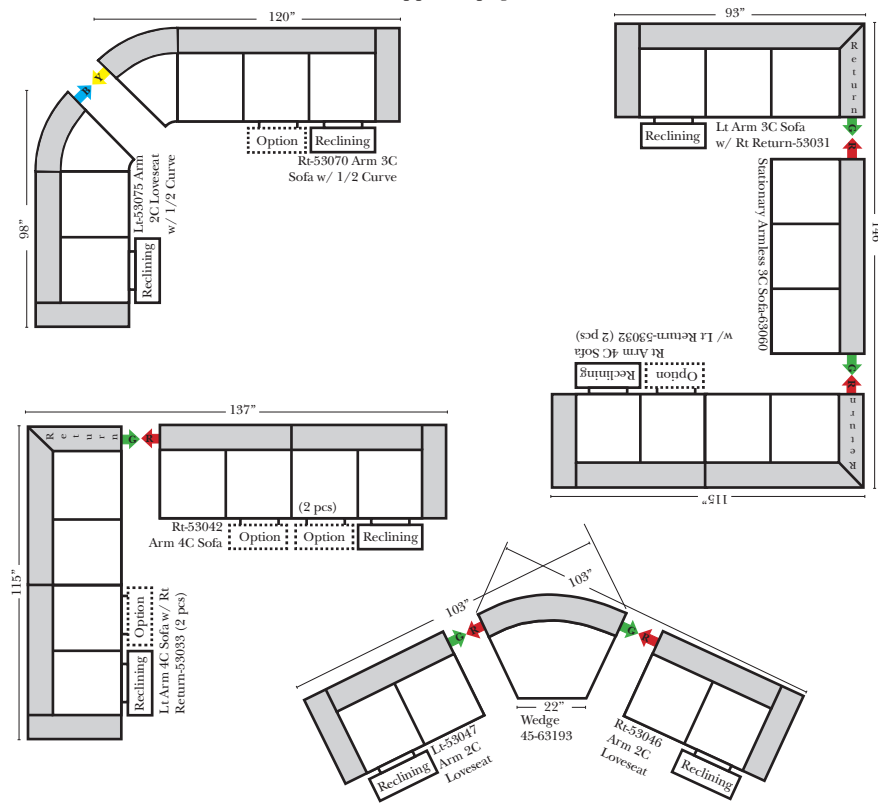 120”
B
Y
Option
Reclining
Rt-53070 Arm 3C
Sofa w/ 1/2 Curve
98”
Lt-53075 Arm
2C Loveseat
w/ 1/2 Curve
Reclining
93”
Return
G
R
Reclining
Lt Arm 3C Sofa
w/ Rt Return-53031
146”
Stationary Armless 3C Sofa-63060
G
R
Rt Arm 4C Sofa
w/ Lt Return-53032 (2 pcs)
Reclining
Option
Return
115”
137”
Return
G
R
(2 pcs)
Rt-53042
Arm 4C Sofa
Option
Option
Reclining
115”
Option
Reclining
Lt Arm 4C Sofa w/ Rt
Return-53033 (2 pcs)
103”
103”
G
R
G
R
22”
Wedge
45-63193
Lt-53047
Arm 2C
Loveseat
Reclining
Rt-53046
Arm 2C
Loveseat
Reclining